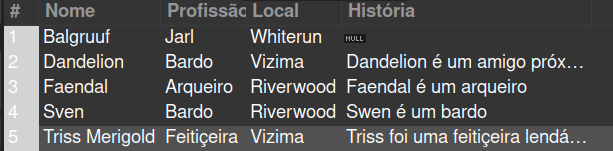 # Nome Profissão Local História
1 Balgruuf Jarl Whiterun NULL
2 Dandelion Bardo Vizima Dandelion é um amigo próx...
3 Faendal Arqueiro Riverwood Faendal é um arqueiro
4 Sven Bardo Riverwood Swen é um bardo
5 Triss Merigold Feitiçeira Vizima Triss foi uma feitiçeira lendá...